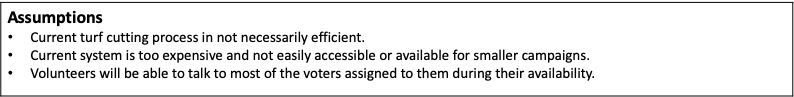 Assumptions
• Current turf cutting process in not necessarily efficient.
• Current system is too expensive and not easily accessible or available for smaller campaigns.
• Volunteers will be able to talk to most of the voters assigned to them during their availability.